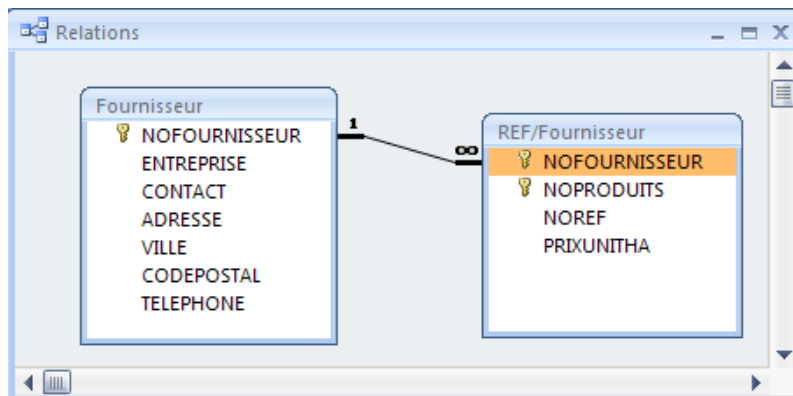 Relations
Fournisseur
NOFOURNISSEUR
ENTREPRISE
CONTACT
ADRESSE
VILLE
CODEPOSTAL
TELEPHONE
1
∞
REF/Fournisseur
NOFOURNISSEUR
NOPRODUITS
NOREF
PRIXUNITHA